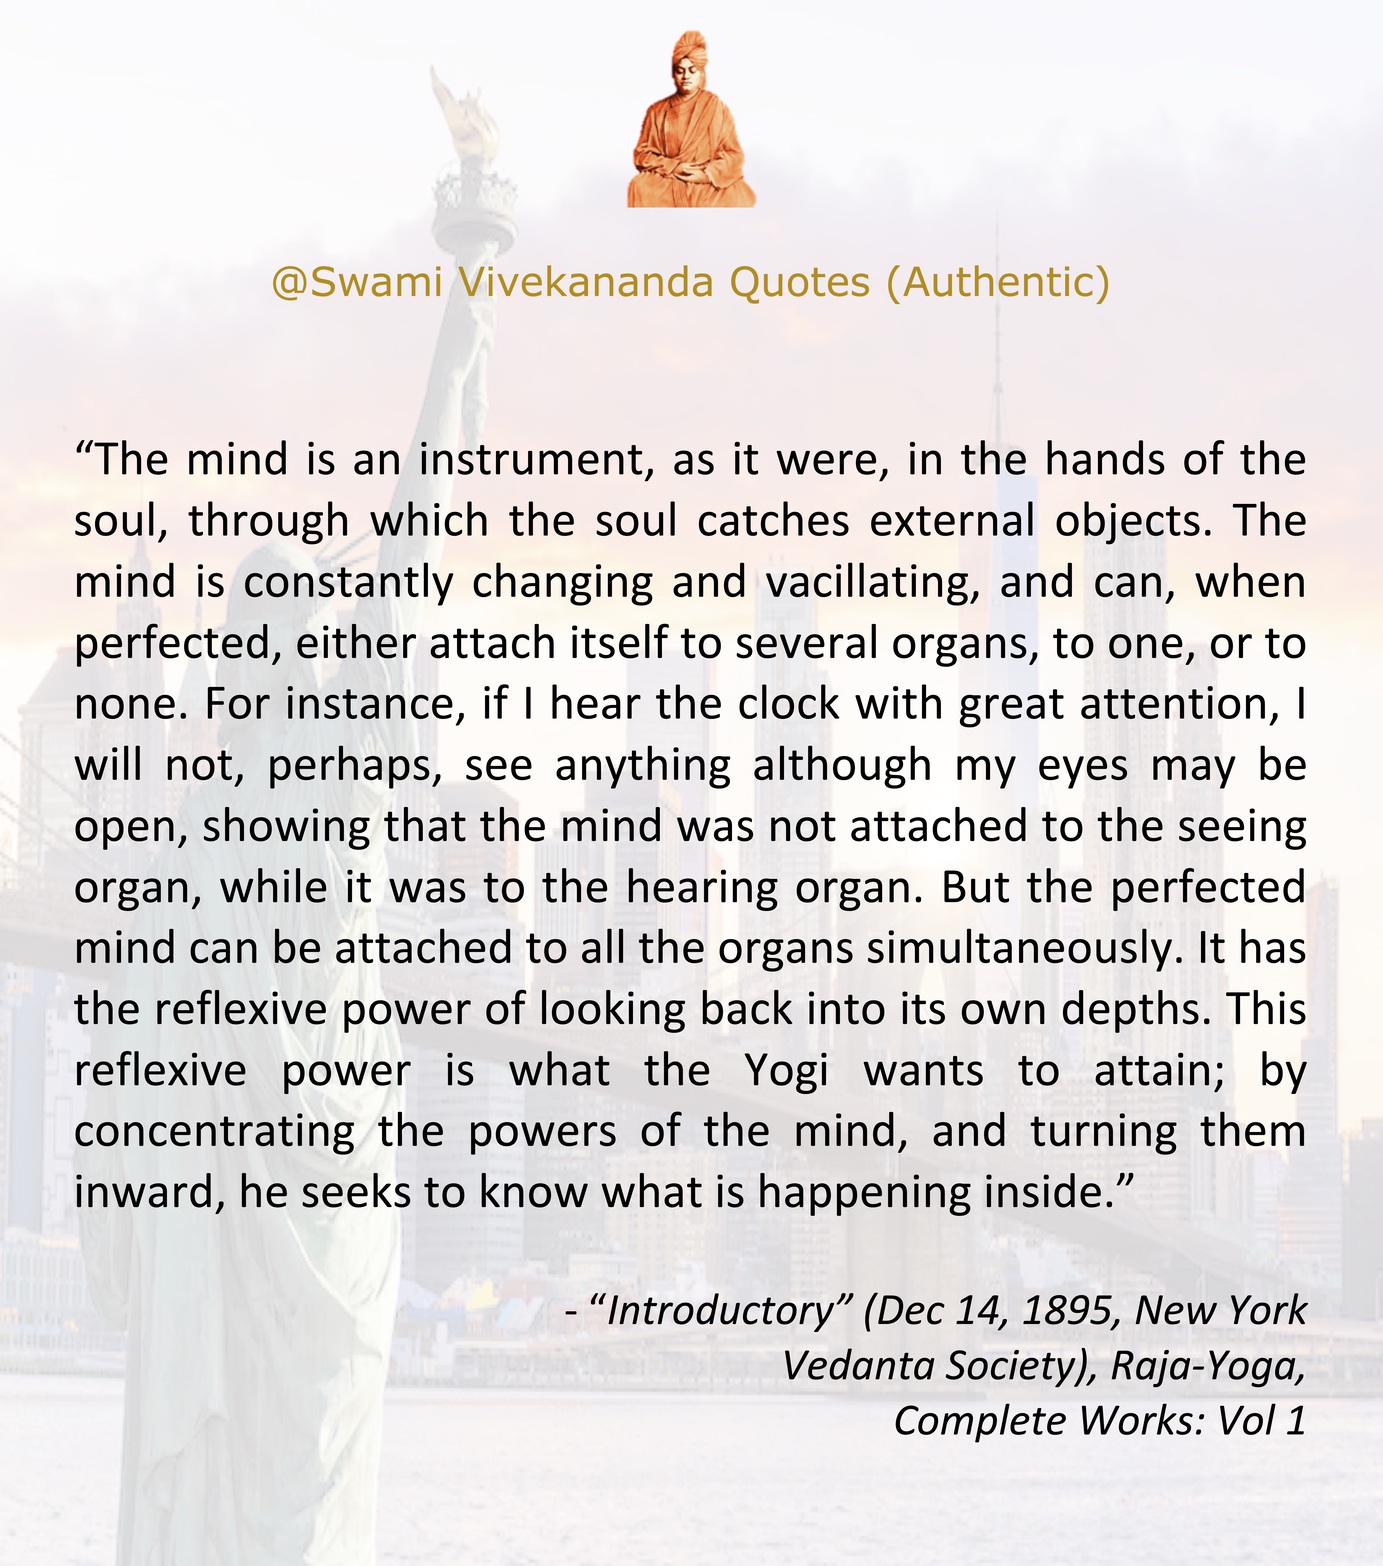 @Swami Vivekananda Quotes (Authentic)
“The mind is an instrument, as it were, in the hands of the
soul, through which the soul catches external objects. The
mind is constantly changing and vacillating, and can, when
perfected, either attach itself to several organs, to one, or to
none. For instance, if I hear the clock with great attention, I
will not, perhaps, see anything although my eyes may be
open, showing that the mind was not attached to the seeing
organ, while it was to the hearing organ. But the perfected
mind can be attached to all the organs simultaneously. It has
the reflexive power of looking back into its own depths. This
reflexive power is what the Yogi wants to attain; by
concentrating the powers of the mind, and turning them
inward, he seeks to know what is happening inside.”
- “Introductory” (Dec 14, 1895, New York
Vedanta Society), Raja-Yoga,
Complete Works: Vol 1